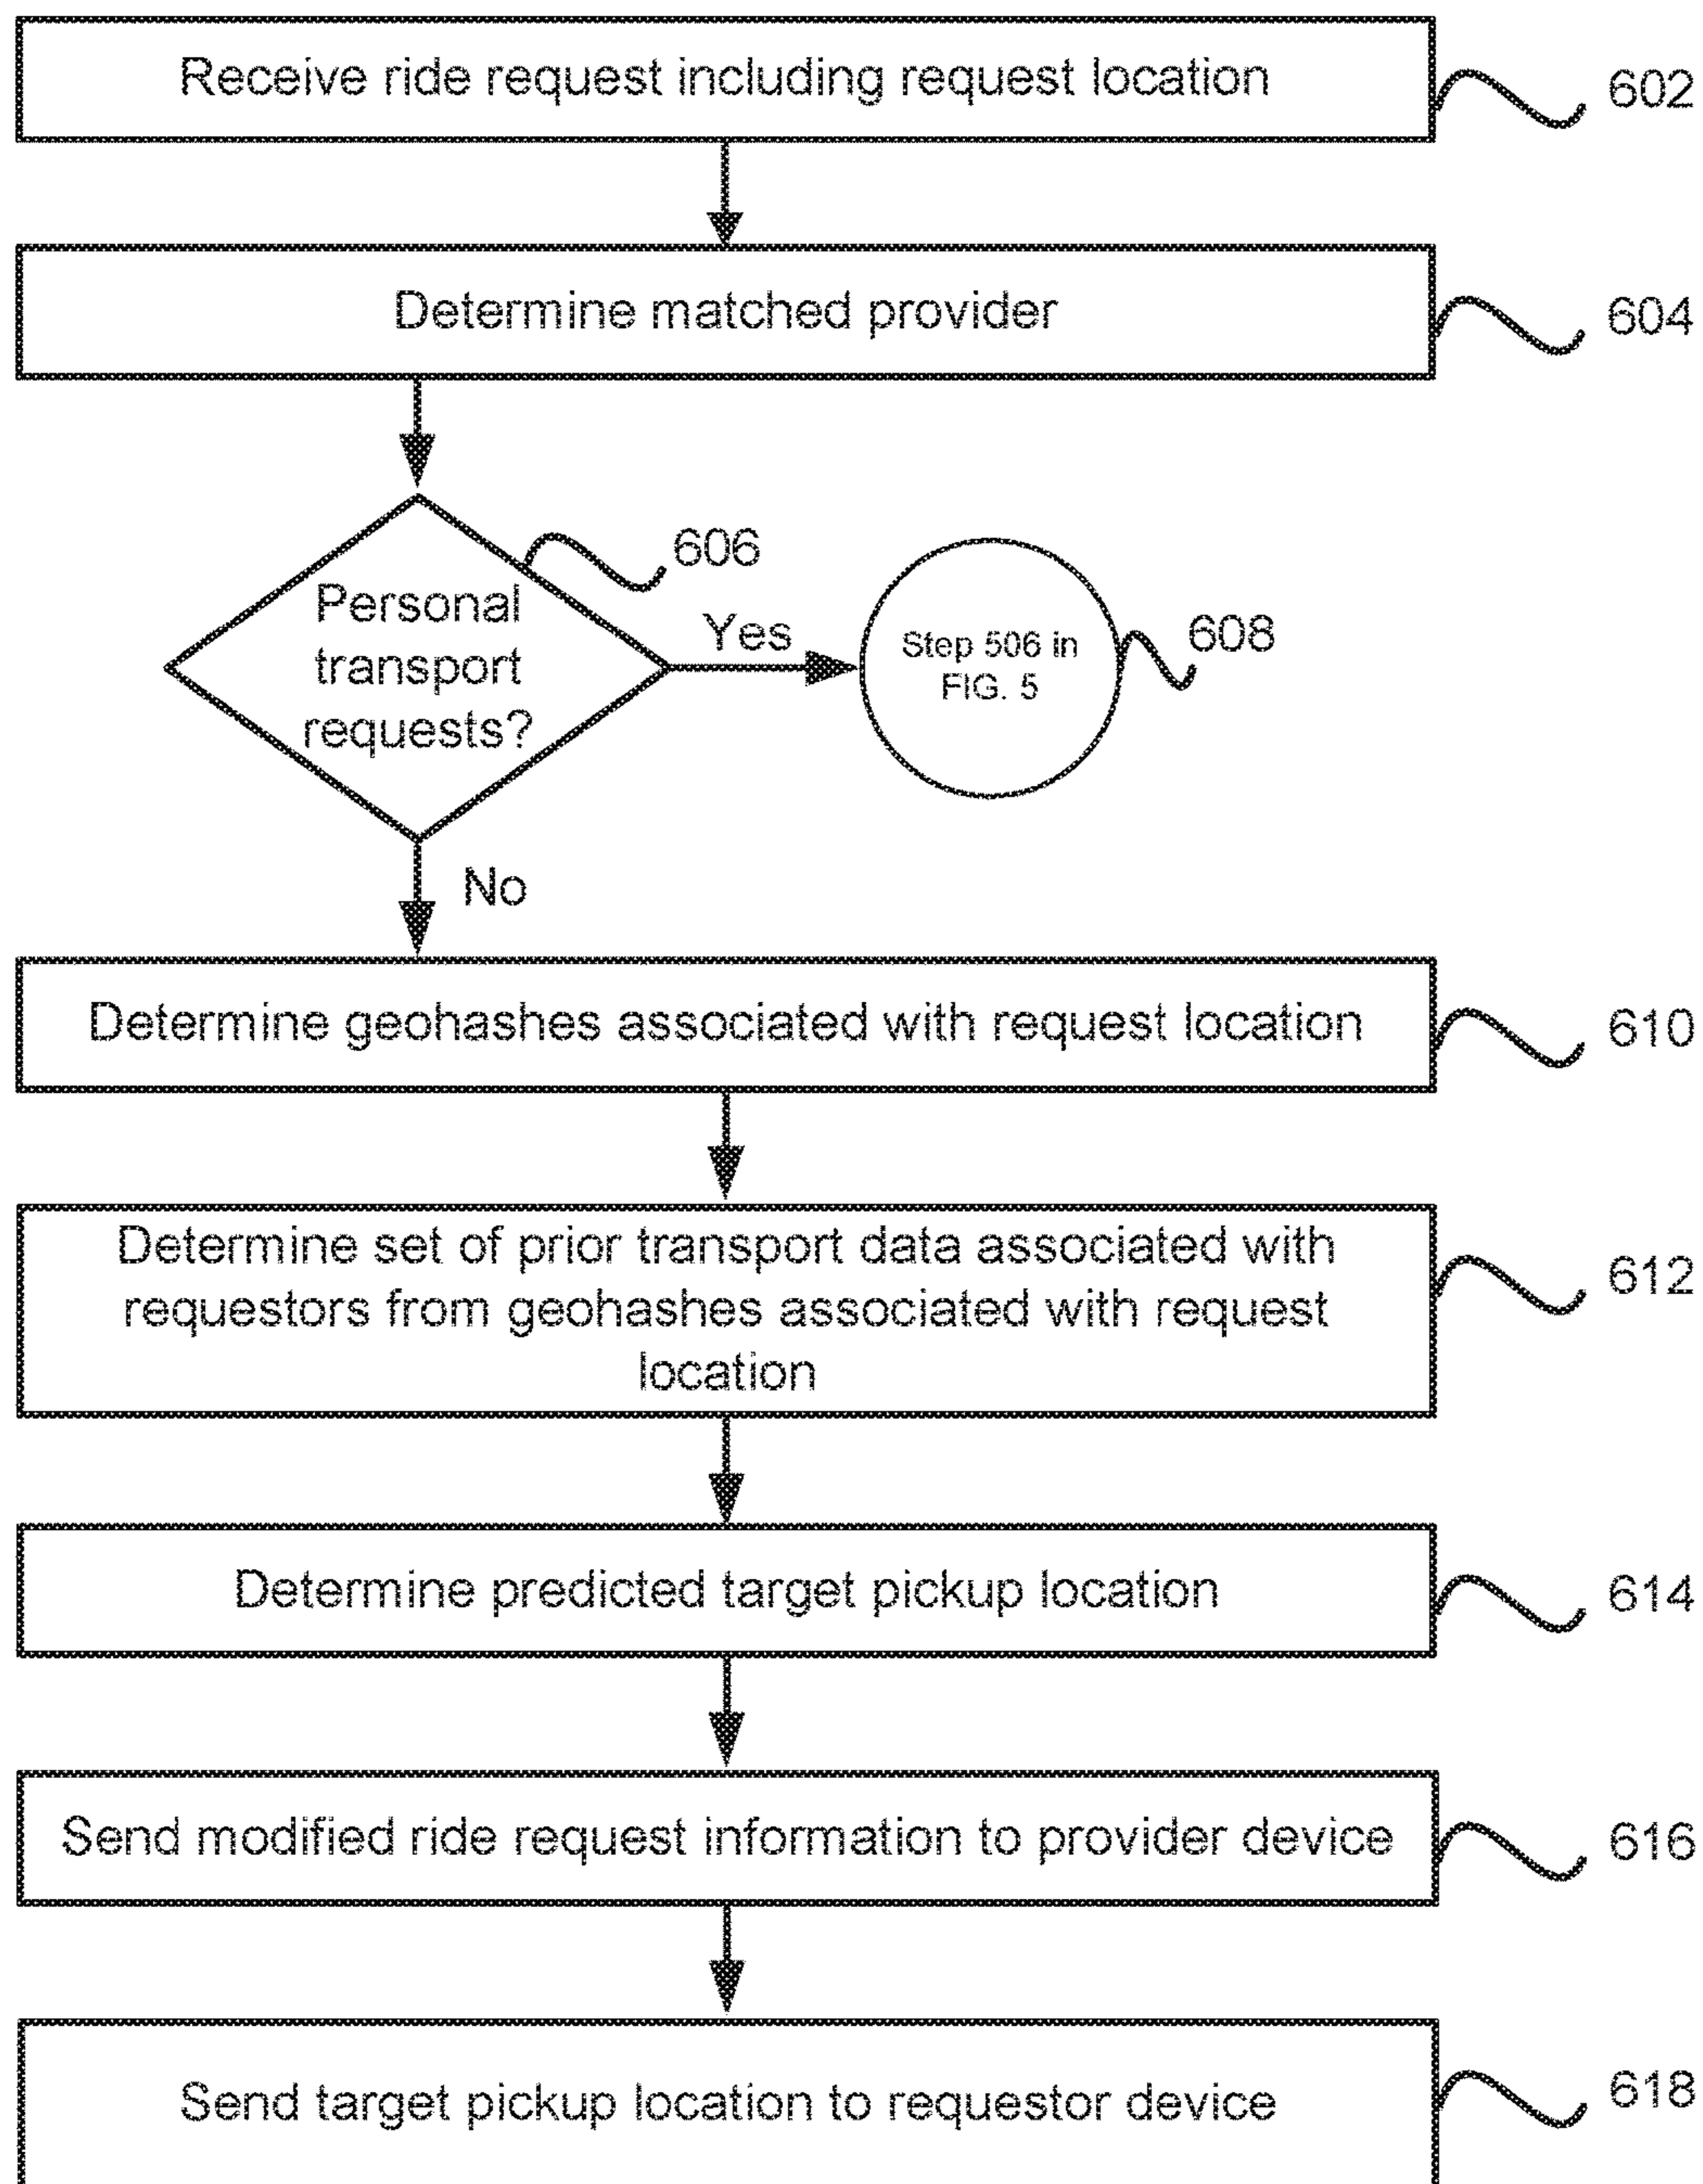 Receive ride request including request location
602
Determine matched provider
604
606
Personal
transport
requests?
Yes
Step 506 in
FIG. 5
608
No
Determine geohashes associated with request location
610
Determine set of prior transport data associated with
requestors from geohashes associated with request
location
612
Determine predicted target pickup location
614
Send modified ride request information to provider device
616
Send target pickup location to requestor device
618